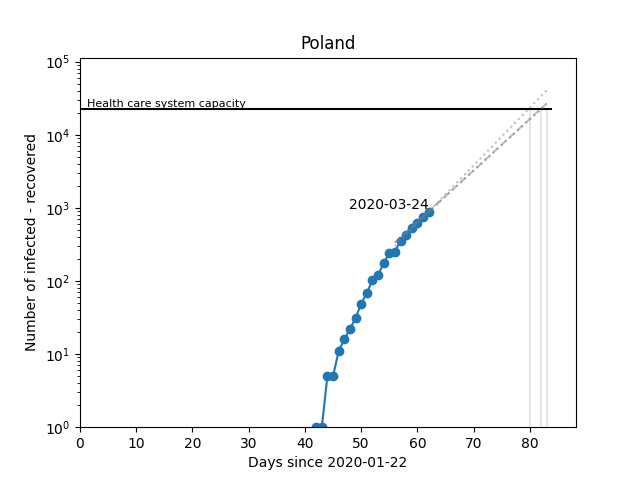 Poland
10^5
Health care system capacity
10^4
2020-03-24
10^3
10^2
10^1
10^0
Number of infected - recovered
0 10 20 30 40 50 60 70 80
Days since 2020-01-22